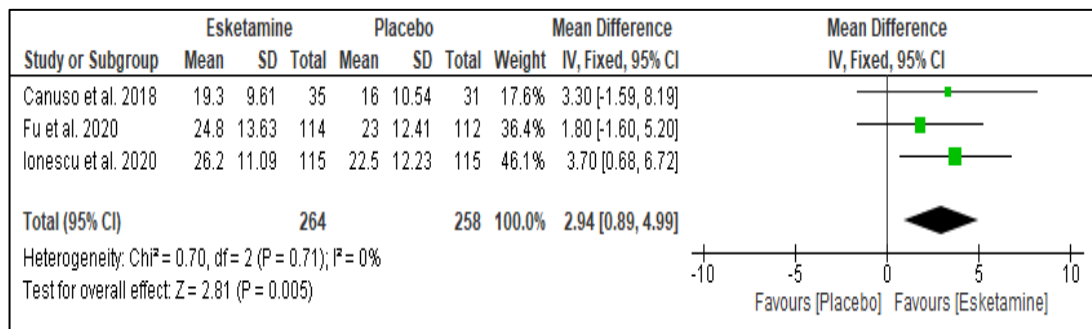 Esketamine Placebo Mean Difference Mean Difference
Study or Subgroup Mean SD Total Mean SD Total Weight IV, Fixed, 95% CI IV, Fixed, 95% CI
Canuso et al. 2018 19.3 9.61 35 16 10.54 31 17.6% 3.30 [-1.59, 8.19]
Fu et al. 2020 24.8 13.63 114 23 12.41 112 36.4% 1.80 [-1.60, 5.20]
Ionescu et al. 2020 26.2 11.09 115 22.5 12.23 115 46.1% 3.70 [0.68, 6.72]
Total (95% CI) 264 258 100.0% 2.94 [0.89, 4.99]
Heterogeneity: Chi² = 0.70, df = 2 (P = 0.71); I² = 0%
Test for overall effect: Z = 2.81 (P = 0.005)
-10 -5 0 5 10
Favours [Placebo] Favours [Esketamine]